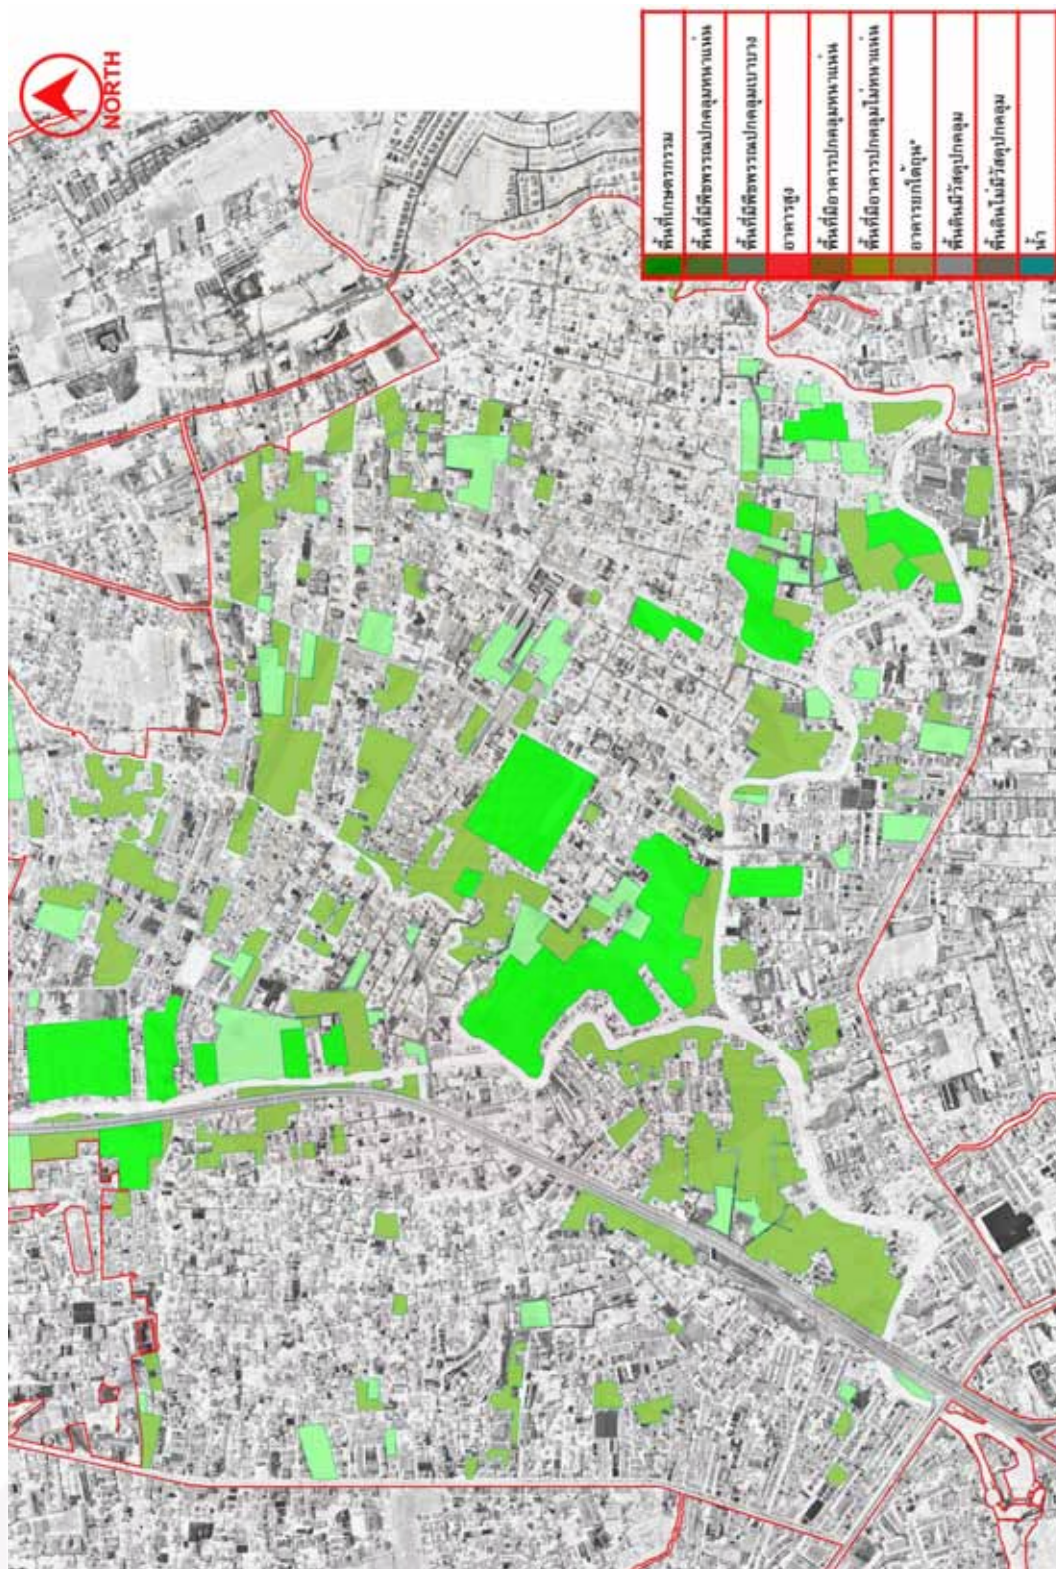 NORTH
พื้นที่เกษตรกรรม
พื้นที่มีพืชพรรณปกคลุมหนาแน่น
พื้นที่มีพืชพรรณปกคลุมเบาบาง
อาคารสูง
พื้นที่มีอาคารปกคลุมหนาแน่น
พื้นที่มีอาคารปกคลุมไม่หนาแน่น
อาคารยกใต้ถุน*
พื้นดินมีวัสดุปกคลุม
พื้นดินไม่มีวัสดุปกคลุม
น้ำ